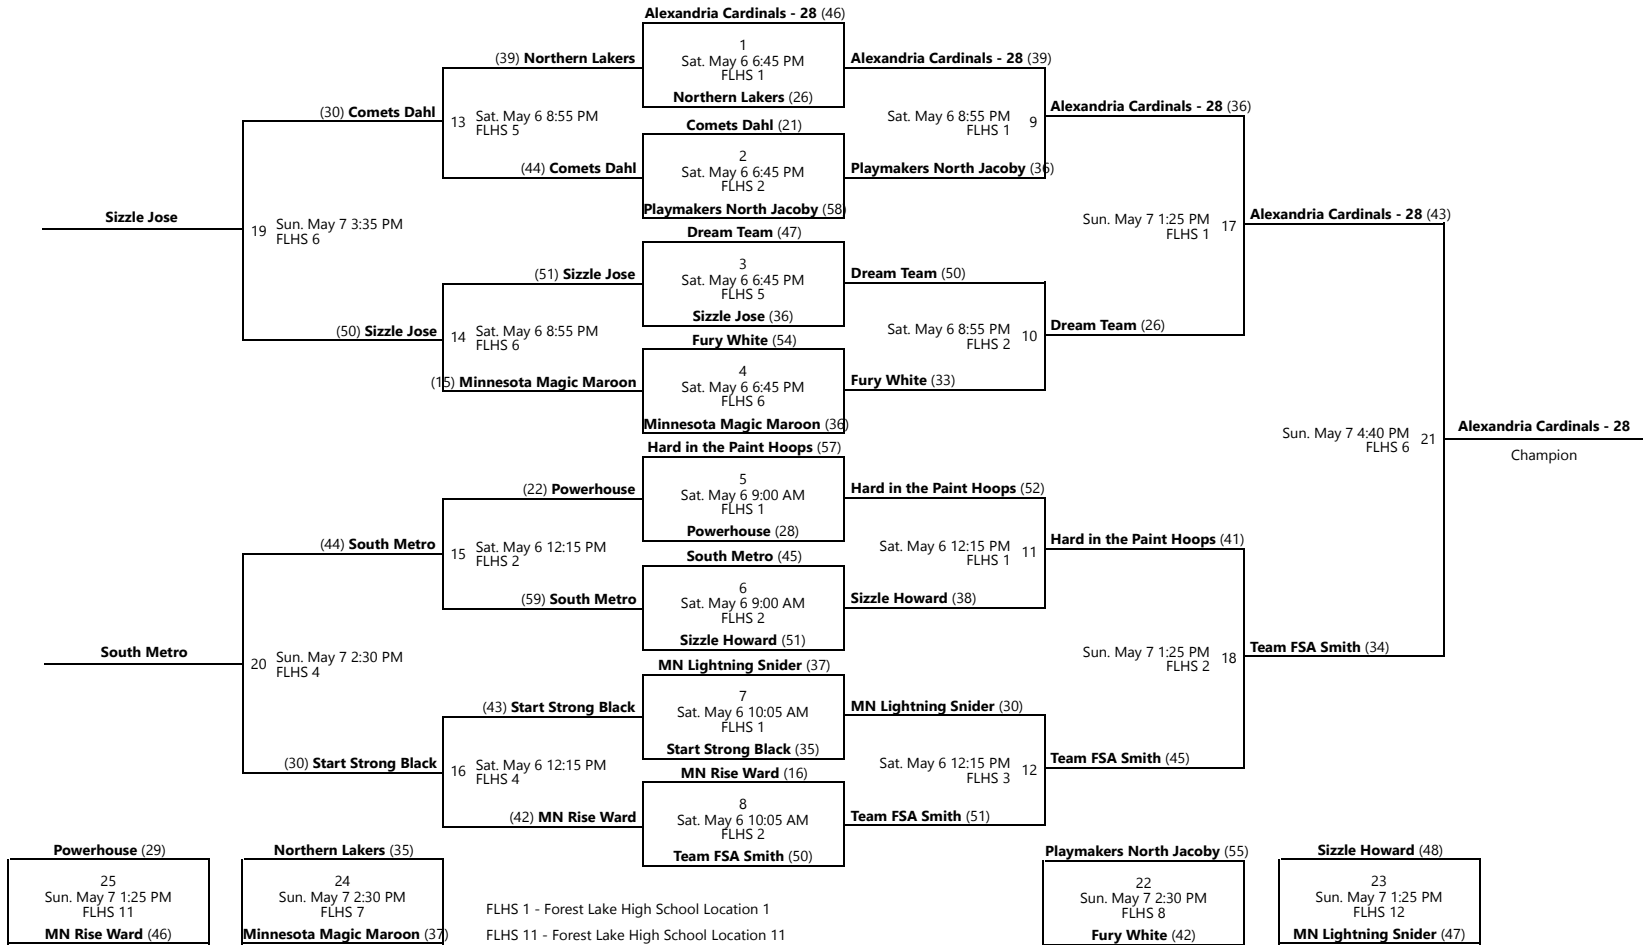 Alexandria Cardinals - 28 (46)
1
Sat. May 6 6:45 PM
FLHS 1
Northern Lakers (26)
(39) Northern Lakers
Alexandria Cardinals - 28 (39)
Comets Dahl (21)
2
Sat. May 6 6:45 PM
FLHS 2
Playmakers North Jacoby (58)
(30) Comets Dahl
13 Sat. May 6 8:55 PM
FLHS 5
(44) Comets Dahl
Sat. May 6 8:55 PM
FLHS 1 9
Alexandria Cardinals - 28 (36)
Playmakers North Jacoby (36)
Sizzle Jose
19 Sun. May 7 3:35 PM
FLHS 6
Dream Team (47)
3
Sat. May 6 6:45 PM
FLHS 5
Sizzle Jose (36)
(51) Sizzle Jose
Dream Team (50)
Sun. May 7 1:25 PM
FLHS 1 17
Alexandria Cardinals - 28 (43)
(50) Sizzle Jose
14 Sat. May 6 8:55 PM
FLHS 6
Fury White (54)
4
Sat. May 6 6:45 PM
FLHS 6
Minnesota Magic Maroon (36)
(15) Minnesota Magic Maroon
Sat. May 6 8:55 PM
FLHS 2 10
Dream Team (26)
Fury White (33)
Sun. May 7 4:40 PM
FLHS 6 21
Alexandria Cardinals - 28
Champion
Hard in the Paint Hoops (57)
5
Sat. May 6 9:00 AM
FLHS 1
Powerhouse (28)
(22) Powerhouse
Hard in the Paint Hoops (52)
(44) South Metro
15 Sat. May 6 12:15 PM
FLHS 2
South Metro (45)
6
Sat. May 6 9:00 AM
FLHS 2
Sizzle Howard (51)
(59) South Metro
Sat. May 6 12:15 PM
FLHS 1 11
Hard in the Paint Hoops (41)
Sizzle Howard (38)
South Metro
20 Sun. May 7 2:30 PM
FLHS 4
MN Lightning Snider (37)
7
Sat. May 6 10:05 AM
FLHS 1
Start Strong Black (35)
(43) Start Strong Black
MN Lightning Snider (30)
Sun. May 7 1:25 PM
FLHS 2 18
Team FSA Smith (34)
(30) Start Strong Black
16 Sat. May 6 12:15 PM
FLHS 4
MN Rise Ward (16)
8
Sat. May 6 10:05 AM
FLHS 2
Team FSA Smith (50)
(42) MN Rise Ward
Sat. May 6 12:15 PM
FLHS 3 12
Team FSA Smith (45)
Team FSA Smith (51)
Powerhouse (29)
25
Sun. May 7 1:25 PM
FLHS 11
MN Rise Ward (46)
Northern Lakers (35)
24
Sun. May 7 2:30 PM
FLHS 7
Minnesota Magic Maroon (37)
FLHS 1 - Forest Lake High School Location 1
FLHS 11 - Forest Lake High School Location 11
Playmakers North Jacoby (55)
22
Sun. May 7 2:30 PM
FLHS 8
Fury White (42)
Sizzle Howard (48)
23
Sun. May 7 1:25 PM
FLHS 12
MN Lightning Snider (47)